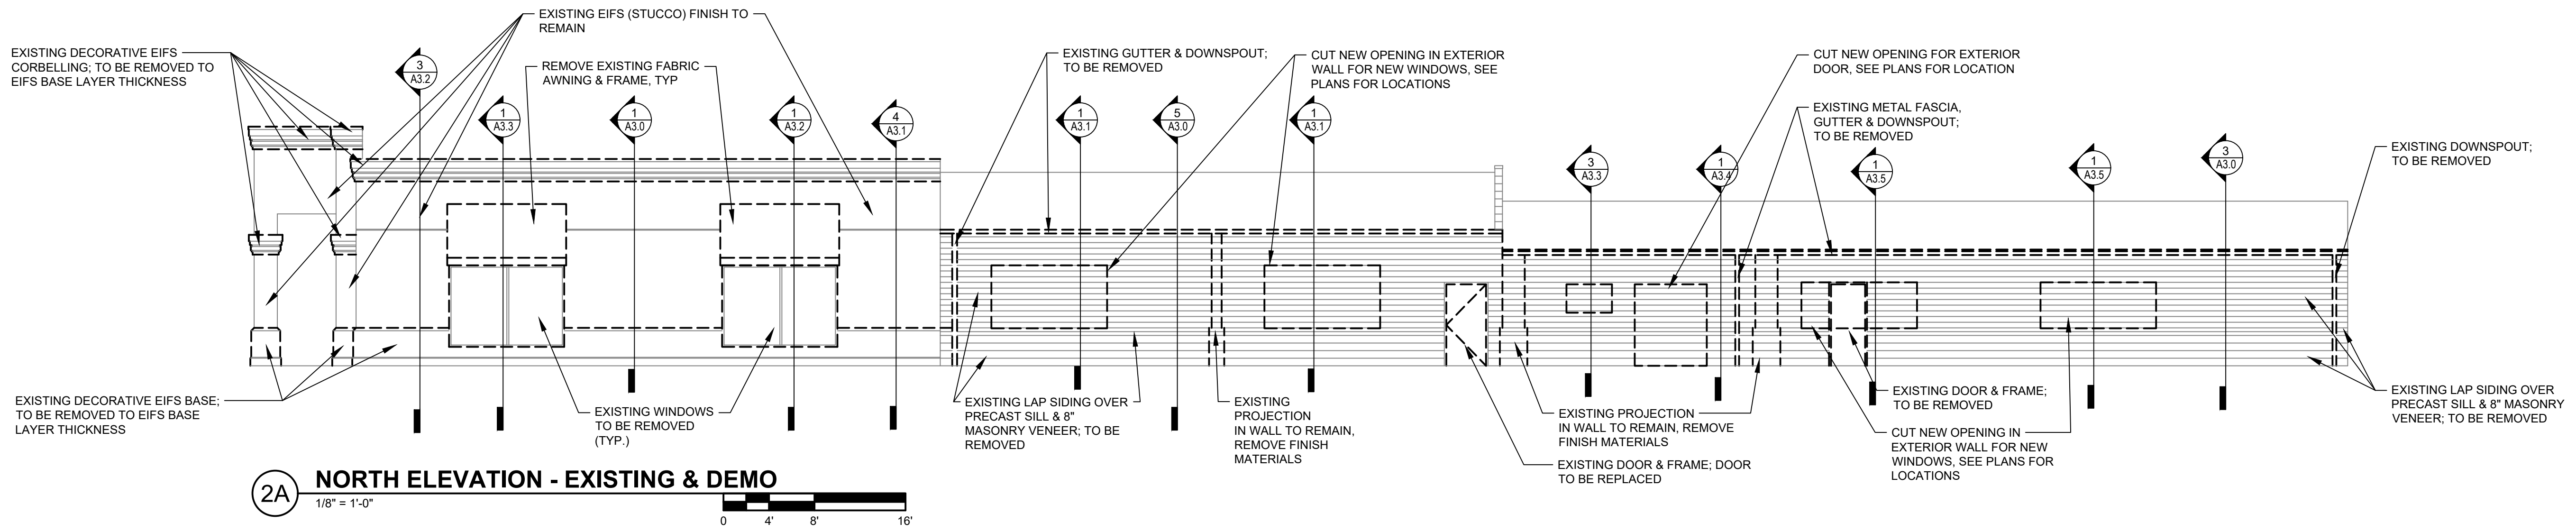 EXISTING EIFS (STUCCO) FINISH TO
REMAIN
EXISTING DECORATIVE EIFS
CORBELLING; TO BE REMOVED TO
EIFS BASE LAYER THICKNESS
REMOVE EXISTING FABRIC
AWNING & FRAME, TYP
EXISTING GUTTER & DOWNSPOUT;
TO BE REMOVED
CUT NEW OPENING IN EXTERIOR
WALL FOR NEW WINDOWS, SEE
PLANS FOR LOCATIONS
CUT NEW OPENING FOR EXTERIOR
DOOR, SEE PLANS FOR LOCATION
EXISTING METAL FASCIA,
GUTTER & DOWNSPOUT;
TO BE REMOVED
EXISTING DOWNSPOUT;
TO BE REMOVED
3
A3.2
1
A3.3
1
A3.0
1
A3.2
4
A3.1
1
A3.1
5
A3.0
1
A3.1
3
A3.3
1
A3.4
1
A3.5
1
A3.5
3
A3.0
EXISTING DECORATIVE EIFS BASE;
TO BE REMOVED TO EIFS BASE
LAYER THICKNESS
EXISTING WINDOWS
TO BE REMOVED
(TYP.)
EXISTING LAP SIDING OVER
PRECAST SILL & 8"
MASONRY VENEER; TO BE
REMOVED
EXISTING
PROJECTION
IN WALL TO REMAIN,
REMOVE FINISH
MATERIALS
EXISTING PROJECTION
IN WALL TO REMAIN, REMOVE
FINISH MATERIALS
EXISTING DOOR & FRAME; DOOR
TO BE REPLACED
EXISTING DOOR & FRAME;
TO BE REMOVED
CUT NEW OPENING IN
EXTERIOR WALL FOR NEW
WINDOWS, SEE PLANS FOR
LOCATIONS
EXISTING LAP SIDING OVER
PRECAST SILL & 8" MASONRY
VENEER; TO BE REMOVED
2A
NORTH ELEVATION - EXISTING & DEMO
1/8" = 1'-0"
0 4' 8' 16'